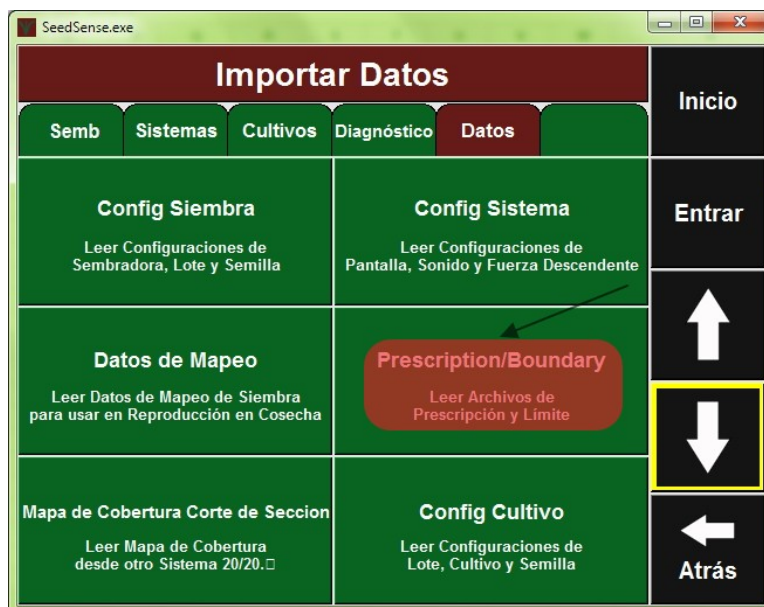 SeedSense.exe
Importar Datos
Semb
Sistemas
Cultivos
Diagnóstico
Datos
Config Siembra
Leer Configuraciones de
Sembradora, Lote y Semilla
Config Sistema
Leer Configuraciones de
Pantalla, Sonido y Fuerza Descendente
Datos de Mapeo
Leer Datos de Mapeo de Siembra
para usar en Reproducción en Cosecha
Prescription/Boundary
Leer Archivos de
Prescripción y Límite
Mapa de Cobertura Corte de Seccion
Leer Mapa de Cobertura
desde otro Sistema 20/20.□
Config Cultivo
Leer Configuraciones de
Lote, Cultivo y Semilla
Inicio
Entrar
Atrás